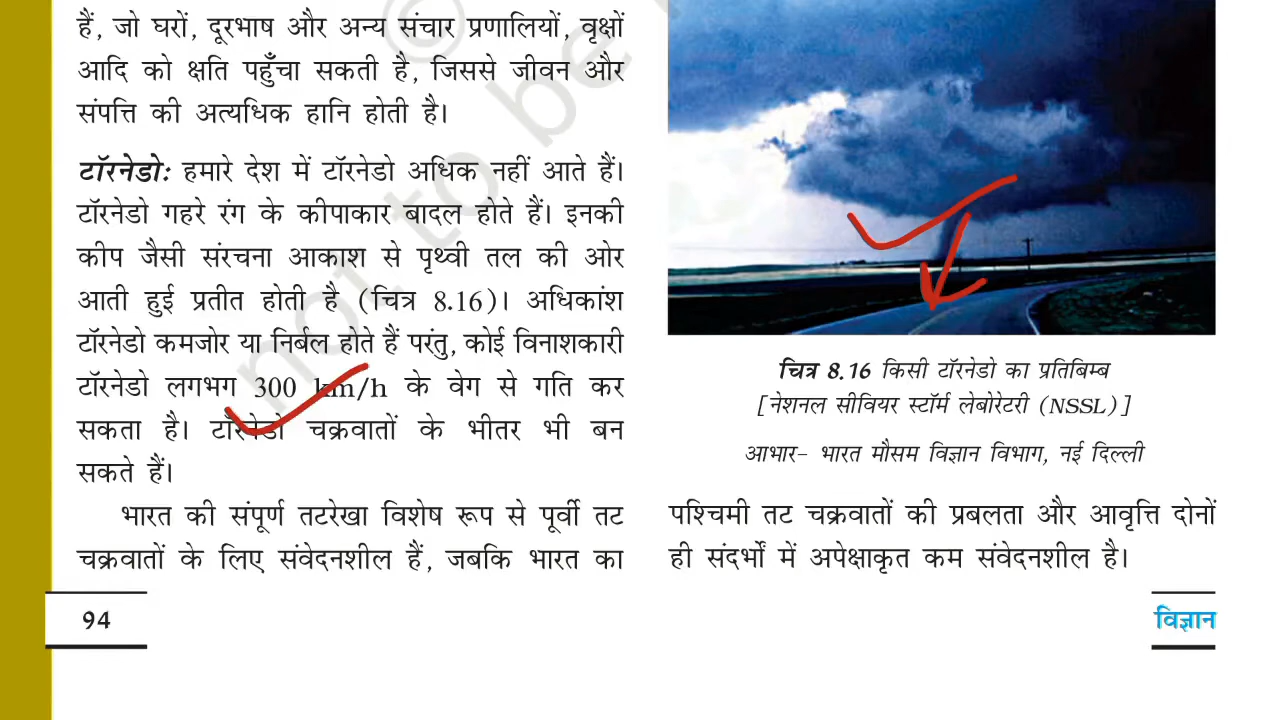 हैं, जो घरों, दूरभाष और अन्य संचार प्रणालियों, वृक्षों
आदि को क्षति पहुँचा सकती है, जिससे जीवन और
संपत्ति की अत्यधिक हानि होती है।
टॉरनेडो: हमारे देश में टॉरनेडो अधिक नहीं आते हैं।
टॉरनेडो गहरे रंग के कीपाकार बादल होते हैं। इनकी
कीप जैसी संरचना आकाश से पृथ्वी तल की ओर
आती हुई प्रतीत होती है (चित्र 8.16)। अधिकांश
टॉरनेडो कमजोर या निर्बल होते हैं परंतु, कोई विनाशकारी
टॉरनेडो लगभग 300 km/h के वेग से गति कर
सकता है। टॉरनेडो चक्रवातों के भीतर भी बन
सकते हैं।
भारत की संपूर्ण तटरेखा विशेष रूप से पूर्वी तट
चक्रवातों के लिए संवेदनशील हैं, जबकि भारत का
चित्र 8.16 किसी टॉरनेडो का प्रतिबिम्ब
[नेशनल सीवियर स्टॉर्म लेबोरेटरी (NSSL)]
आभार- भारत मौसम विज्ञान विभाग, नई दिल्ली
पश्चिमी तट चक्रवातों की प्रबलता और आवृत्ति दोनों
ही संदर्भों में अपेक्षाकृत कम संवेदनशील है।
94
विज्ञान
© not to be